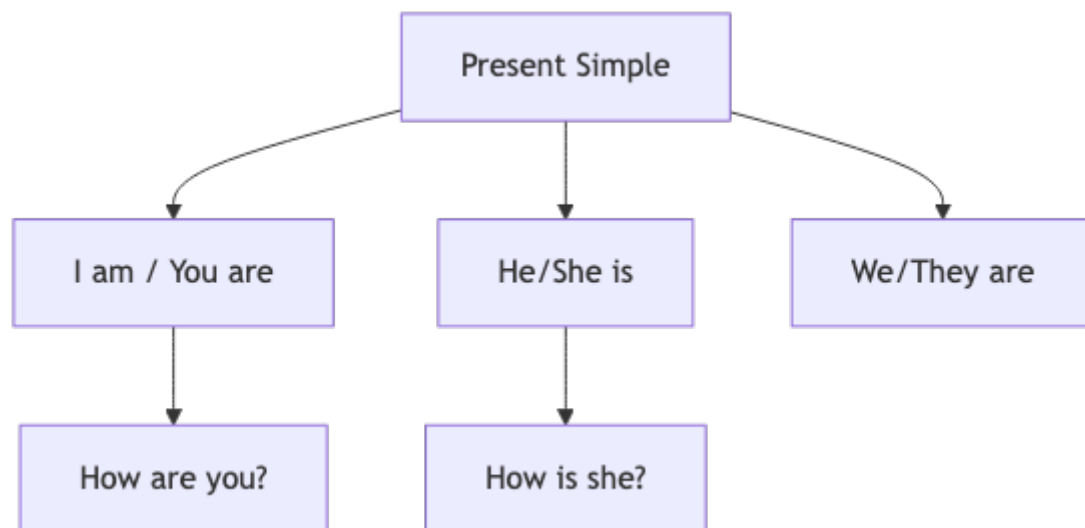 Present Simple
I am / You are
He/She is
We/They are
How are you?
How is she?